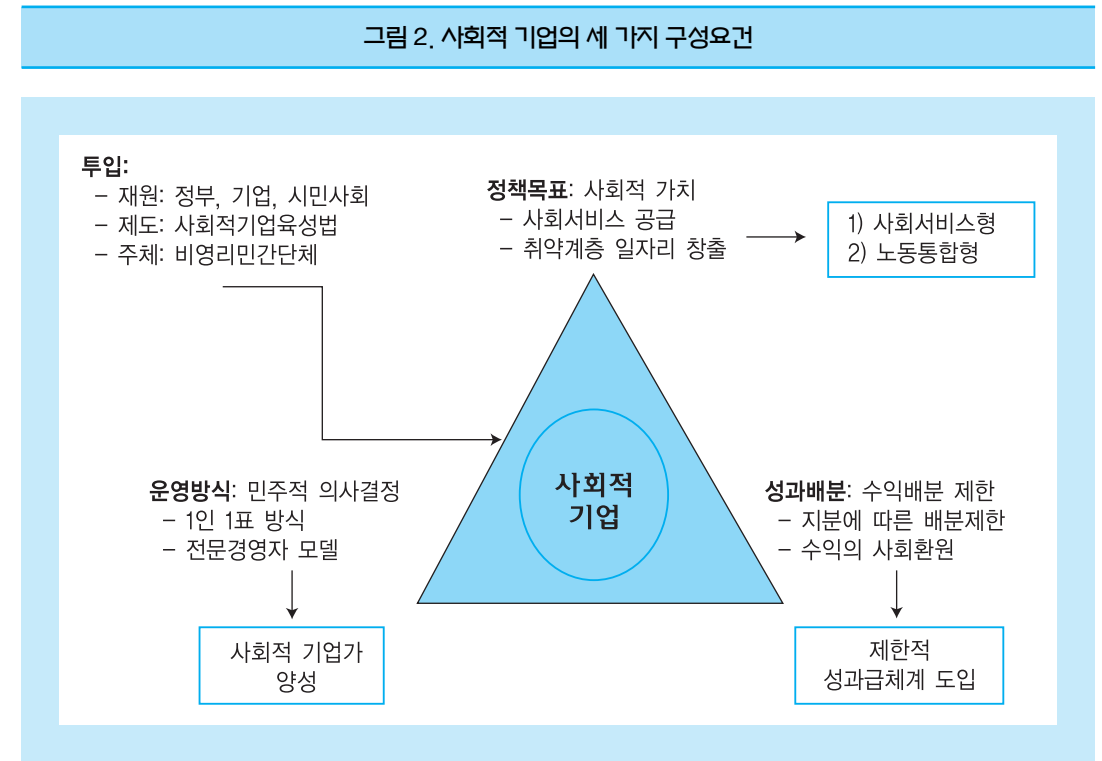 그림 2. 사회적 기업의 세 가지 구성요건
투입:
– 재원: 정부, 기업, 시민사회
– 제도: 사회적기업육성법
– 주체: 비영리민간단체
정책목표: 사회적 가치
– 사회서비스 공급
– 취약계층 일자리 창출
1) 사회서비스형
2) 노동통합형
사회적
기업
운영방식: 민주적 의사결정
– 1인 1표 방식
– 전문경영자 모델
사회적 기업가
양성
성과배분: 수익배분 제한
– 지분에 따른 배분제한
– 수익의 사회환원
제한적
성과급체계 도입